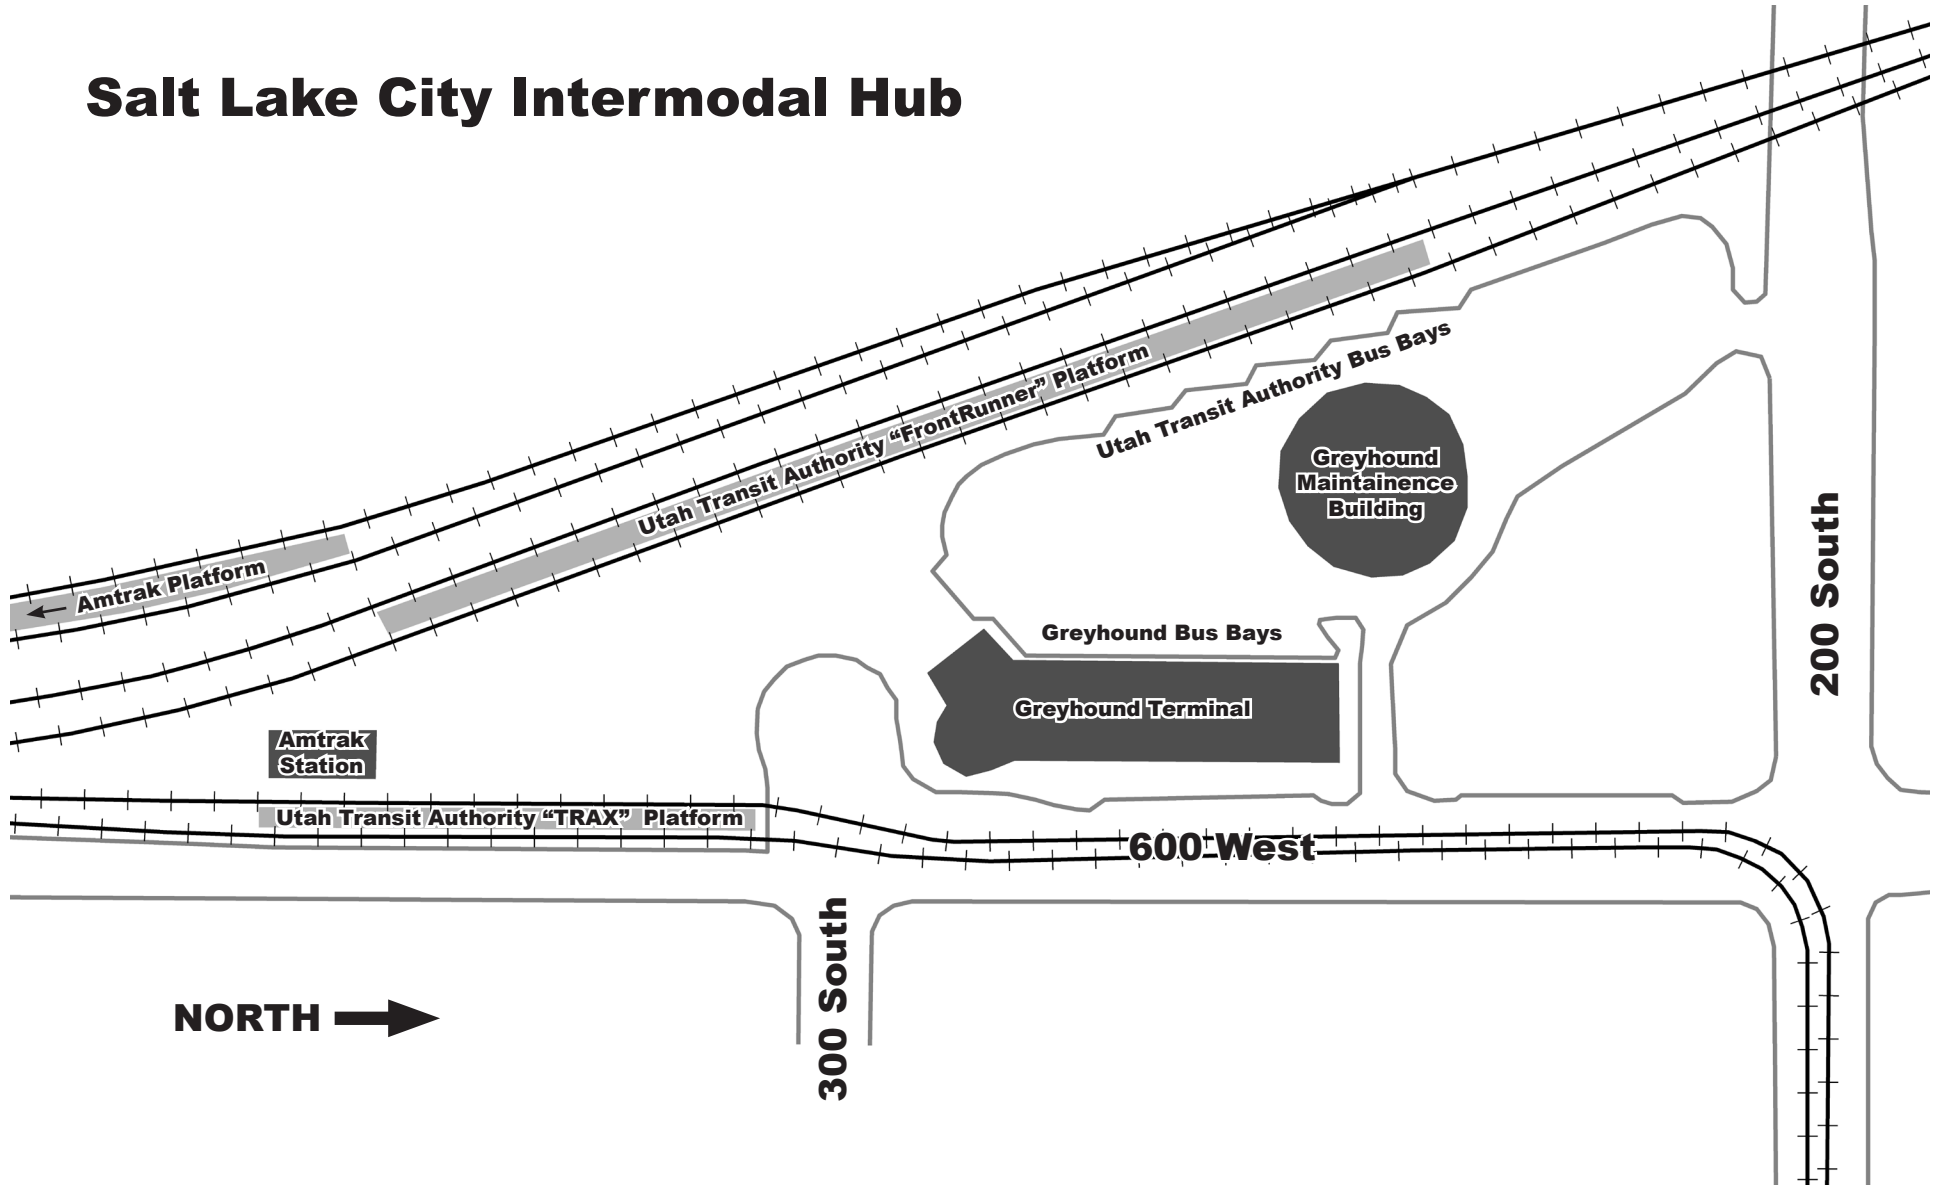 Salt Lake City Intermodal Hub
Utah Transit Authority Bus Bays
Utah Transit Authority “FrontRunner” Platform
Greyhound
Maintainence
Building
Amtrak Platform
200 South
Greyhound Bus Bays
Greyhound Terminal
Amtrak
Station
Utah Transit Authority “TRAX” Platform
600 West
300 South
NORTH